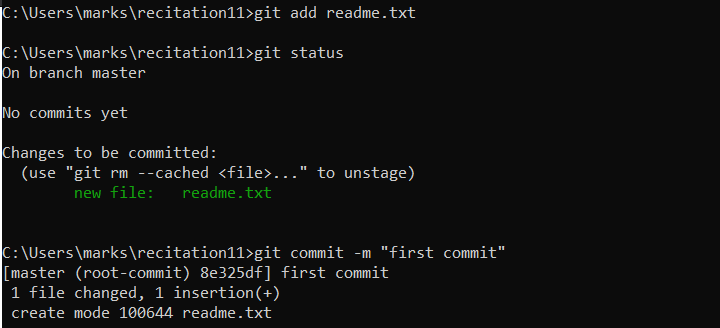 C:\Users\marks\recitation11>git add readme.txt
C:\Users\marks\recitation11>git status
On branch master
No commits yet
Changes to be committed:
  (use "git rm --cached <file>..." to unstage)
        new file:   readme.txt
C:\Users\marks\recitation11>git commit -m "first commit"
[master (root-commit) 8e325df] first commit
 1 file changed, 1 insertion(+)
 create mode 100644 readme.txt